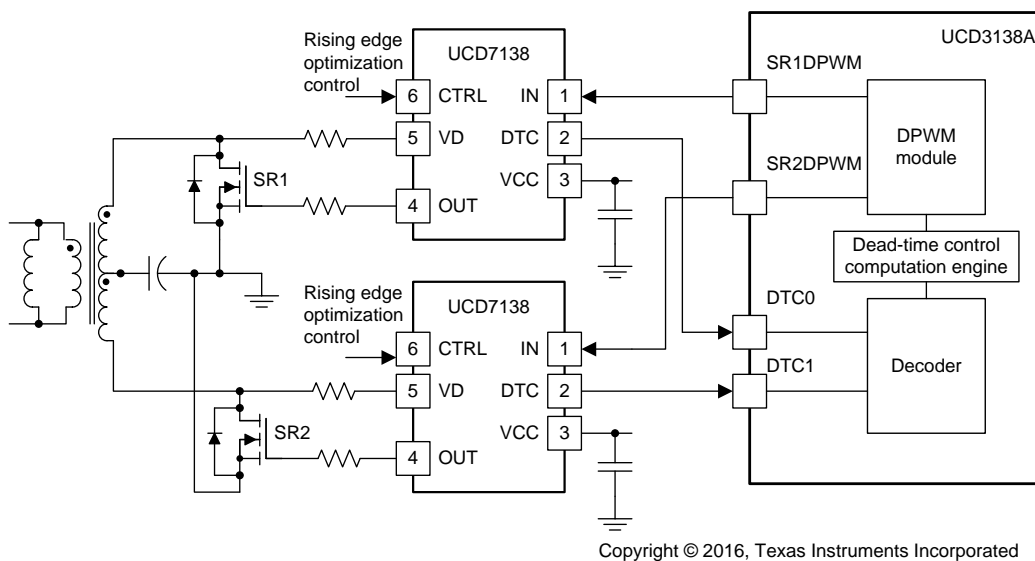 UCD3138A
Rising edge
optimization
control
UCD7138
SR1DPWM
6 CTRL IN 1
5 VD DTC 2
VCC 3
4 OUT
SR1
DPWM
module
SR2DPWM
Dead-time control
computation engine
Rising edge
optimization
control
UCD7138
DTC0
6 CTRL IN 1
5 VD DTC 2
VCC 3
4 OUT
SR2
DTC1
Decoder
Copyright © 2016, Texas Instruments Incorporated